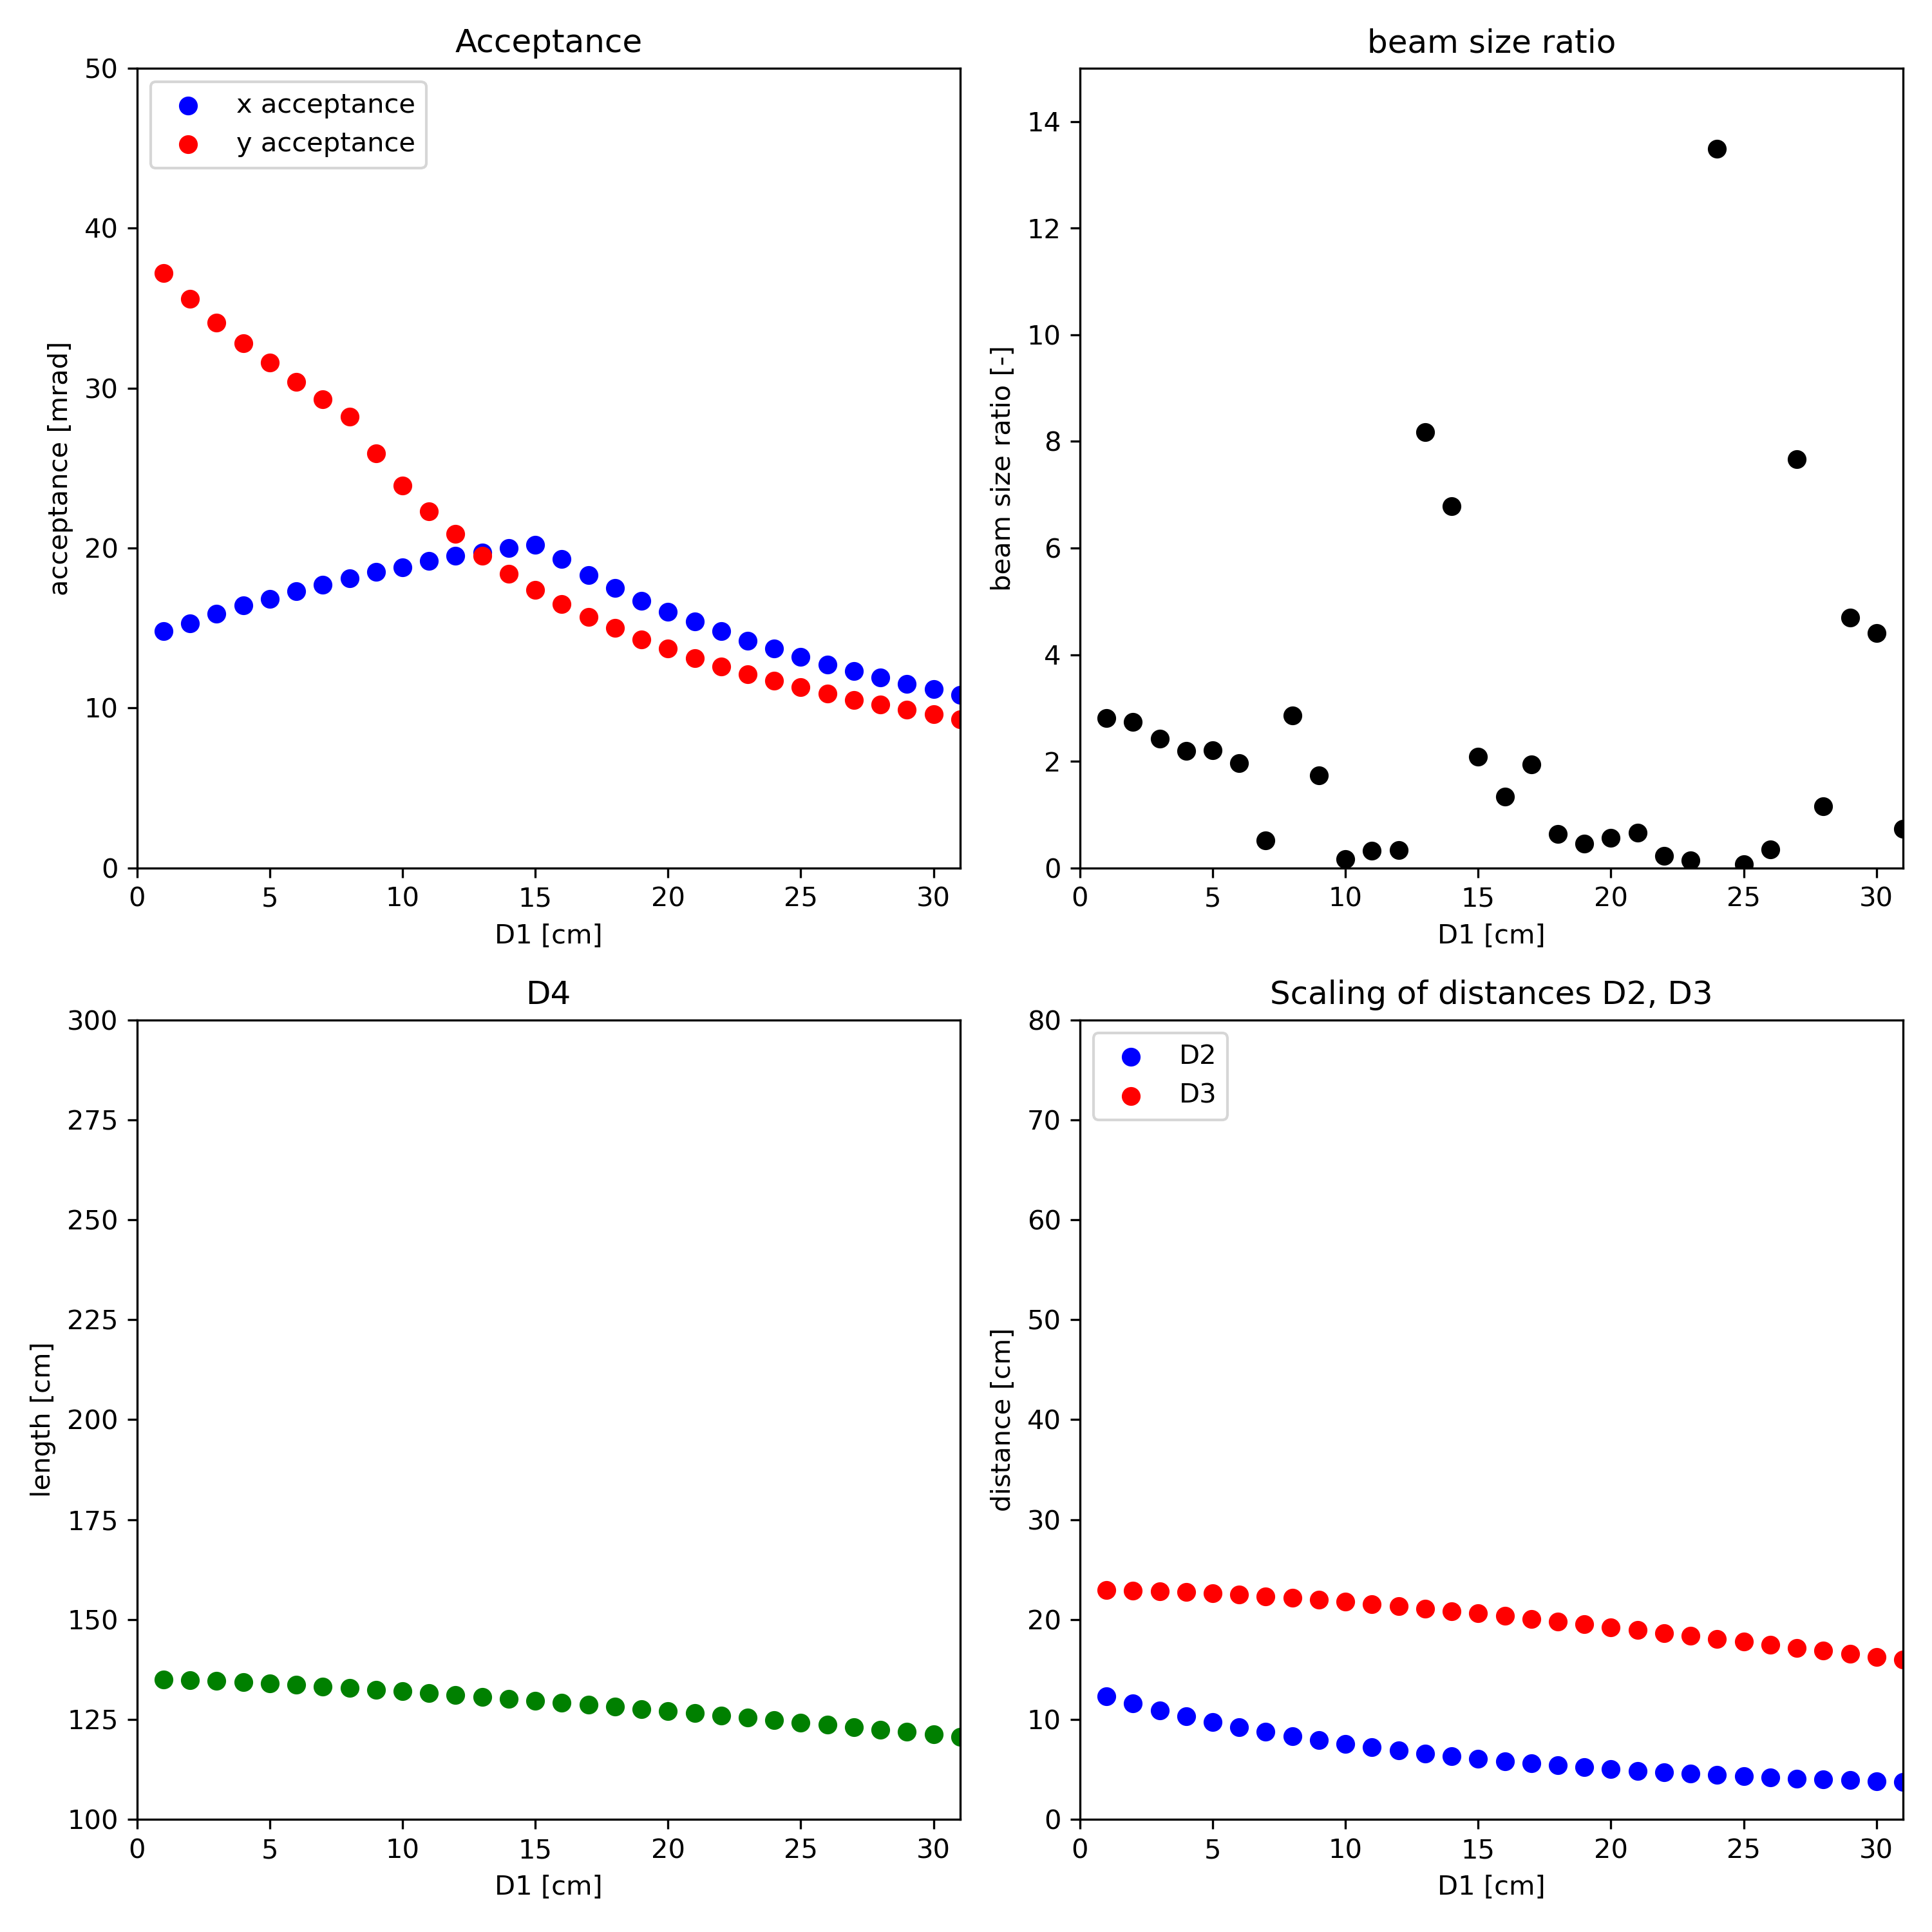 Acceptance
50
40
30
20
10
0
acceptance [mrad]
x acceptance
y acceptance
0 5 10 15 20 25 30
D1 [cm]
beam size ratio
14
12
10
8
6
4
2
0
beam size ratio [-]
0 5 10 15 20 25 30
D1 [cm]
D4
300
275
250
225
200
175
150
125
100
length [cm]
0 5 10 15 20 25 30
D1 [cm]
Scaling of distances D2, D3
80
70
60
50
40
30
20
10
0
distance [cm]
D2
D3
0 5 10 15 20 25 30
D1 [cm]